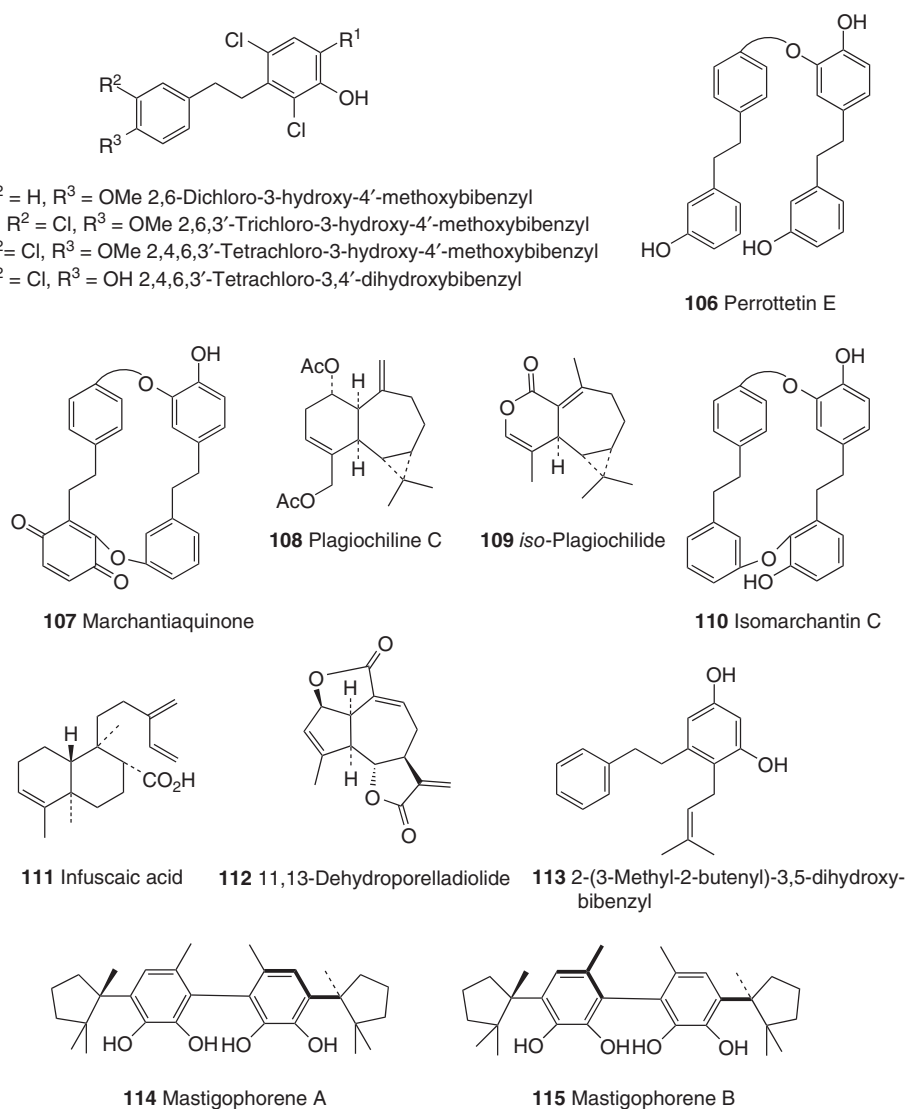 Cl
R¹
R²
OH
R³
Cl
OH
O
HO
HO
² = H, R³ = OMe 2,6-Dichloro-3-hydroxy-4′-methoxybibenzyl
R² = Cl, R³ = OMe 2,6,3′-Trichloro-3-hydroxy-4′-methoxybibenzyl
²= Cl, R³ = OMe 2,4,6,3′-Tetrachloro-3-hydroxy-4′-methoxybibenzyl
² = Cl, R³ = OH 2,4,6,3′-Tetrachloro-3,4′-dihydroxybibenzyl
106 Perrottetin E
OH
O
O
O
O
107 Marchantiaquinone
AcO
H
H
AcO
108 Plagiochiline C
O
O
H
109 iso-Plagiochilide
OH
O
O
HO
110 Isomarchantin C
H
CO₂H
111 Infuscaic acid
O
O
H
H
O
O
112 11,13-Dehydroporelladiolide
OH
OH
113 2-(3-Methyl-2-butenyl)-3,5-dihydroxy-
bibenzyl
HO OH HO OH
114 Mastigophorene A
HO OH HO OH
115 Mastigophorene B